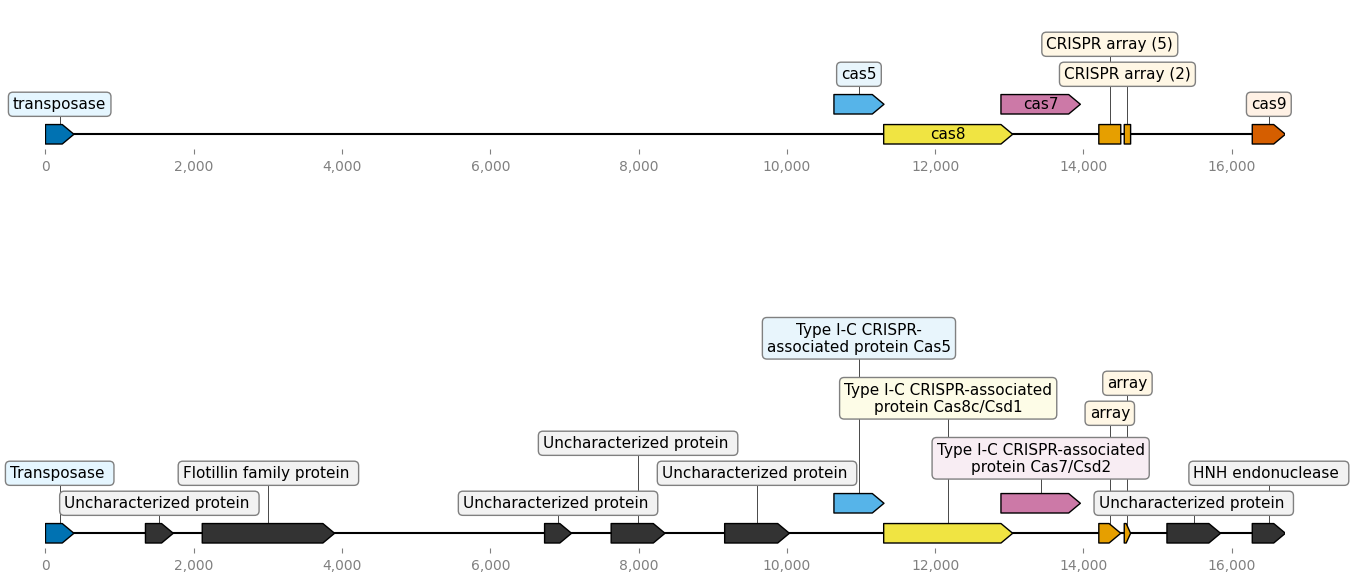 CRISPR array (5)
cas5
CRISPR array (2)
transposase
cas7
cas9
cas8
0
2,000
4,000
6,000
8,000
10,000
12,000
14,000
16,000
Type I-C CRISPR-
associated protein Cas5
Type I-C CRISPR-associated
protein Cas8c/Csd1
array
array
Uncharacterized protein
Type I-C CRISPR-associated
protein Cas7/Csd2
Transposase
Flotillin family protein
Uncharacterized protein
HNH endonuclease
Uncharacterized protein
Uncharacterized protein
Uncharacterized protein
0
2,000
4,000
6,000
8,000
10,000
12,000
14,000
16,000